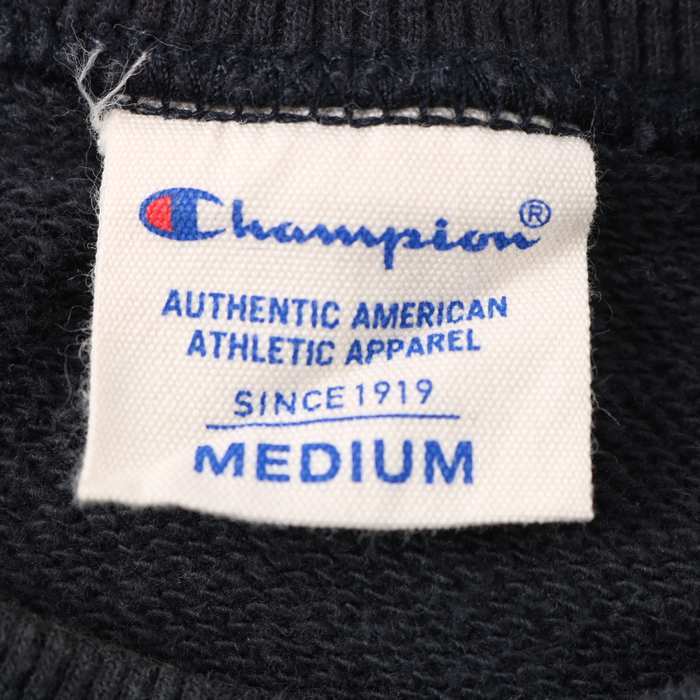 Champion®
AUTHENTIC AMERICAN
ATHLETIC APPAREL
SINCE 1919
MEDIUM